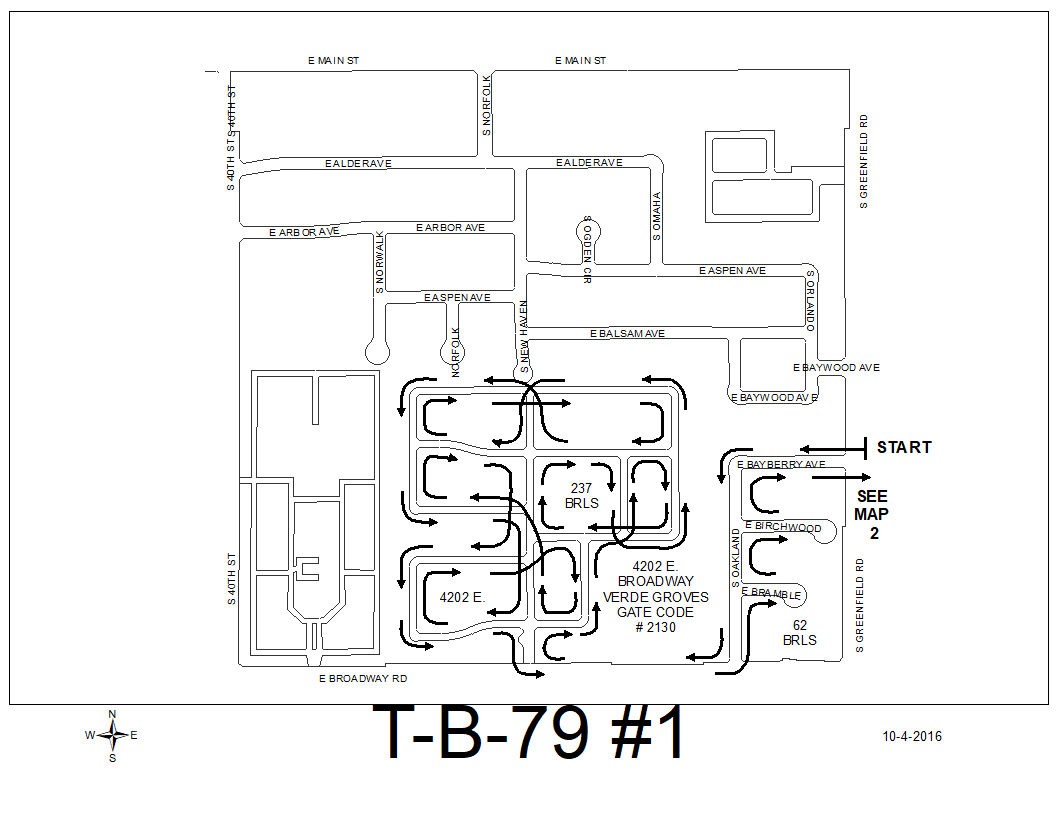 E MAIN ST
E MAIN ST
S 40TH ST
S NORFOLK
S GREENFIELD RD
S 40TH ST
E ALDER AVE
E ALDER AVE
S OMAHA
S OGDEN CIR
E ARBOR AVE
E ARBOR AVE
S NORWALK
E ASPEN AVE
S ORLANDO
E ASPEN AVE
S NEW HAVEN
NORFOLK
E BALSAM AVE
E BAYWOOD AVE
E BAYWOOD AVE
START
E BAYBERRY AVE
SEE
MAP
2
237
BRLS
E BIRCHWOOD
S OAKLAND
S 40TH ST
S GREENFIELD RD
4202 E.
4202 E.
BROADWAY
VERDE GROVES
GATE CODE
# 2130
E BRAMBLE
62
BRLS
E BROADWAY RD
N
W E
S
T-B-79 #1
10-4-2016